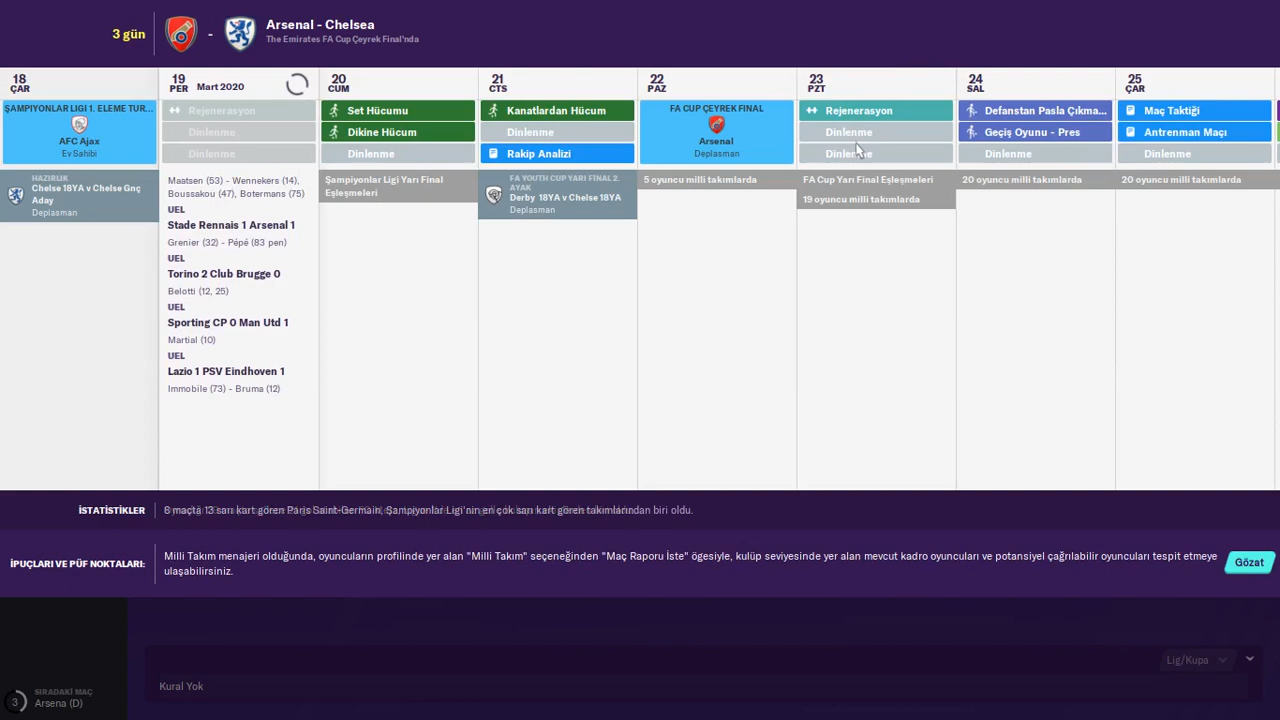 3 gün
Arsenal - Chelsea
The Emirates FA Cup Çeyrek Final'nda
18
ÇAR
19
PER
Mart 2020
20
CUM
21
CTS
22
PAZ
23
PZT
24
SAL
25
ÇAR
ŞAMPIYONLAR LIGI 1. ELEME TUR...
AFC Ajax
Ev Sahibi
HAZIRLIK
Chelse 18YA v Chelse Gnç
Aday
Deplasman
Rejenerasyon
Dinlenme
Dinlenme
Maatsen (53) - Wennekers (14),
Boussakou (47), Botermans (75)
UEL
Stade Rennais 1 Arsenal 1
Grenier (32) - Pépé (83 pen)
UEL
Torino 2 Club Brugge 0
Belotti (12, 25)
UEL
Sporting CP 0 Man Utd 1
Martial (10)
UEL
Lazio 1 PSV Eindhoven 1
Immobile (73) - Bruma (12)
Set Hücumu
Dikine Hücum
Dinlenme
Şampiyonlar Ligi Yarı Final
Eşleşmeleri
Kanatlardan Hücum
Dinlenme
Rakip Analizi
FA YOUTH CUP YARI FİNAL 2.
AYAK
Derby 18YA v Chelse 18YA
Deplasman
FA CUP ÇEYREK FINAL
Arsenal
Deplasman
5 oyuncu milli takımlarda
Rejenerasyon
Dinlenme
Dinlenme
FA Cup Yarı Final Eşleşmeleri
19 oyuncu milli takımlarda
Defanstan Pasla Çıkma...
Geçiş Oyunu - Pres
Dinlenme
20 oyuncu milli takımlarda
Maç Taktiği
Antrenman Maçı
Dinlenme
20 oyuncu milli takımlarda
İSTATİSTİKLER
8 maçta 13 sarı kart gören Paris Saint-Germain, Şampiyonlar Ligi'nin en çok sarı kart gören takımlarından biri oldu.
İPUÇLARI VE PÜF NOKTALARI:
Milli Takım menajeri olduğunda, oyuncuların profilinde yer alan "Milli Takım" seçeneğinden "Maç Raporu İste" ögesiyle, kulüp seviyesinde yer alan mevcut kadro oyuncuları ve potansiyel çağrılabilir oyuncuları tespit etmeye
ulaşabilirsiniz.
Gözat
Lig/Kupa
Kural Yok
3
SIRADAKİ MAÇ
Arsena (D)